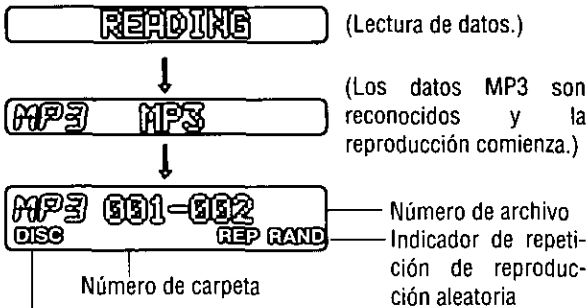 READING
(Lectura de datos.)
MP3 MP3
(Los datos MP3 son
reconocidos y la
reproducción comienza.)
MP3 001-002
DISC REP RAND
Número de archivo
Indicador de repeti-
ción de reproduc-
ción aleatoria
Número de carpeta